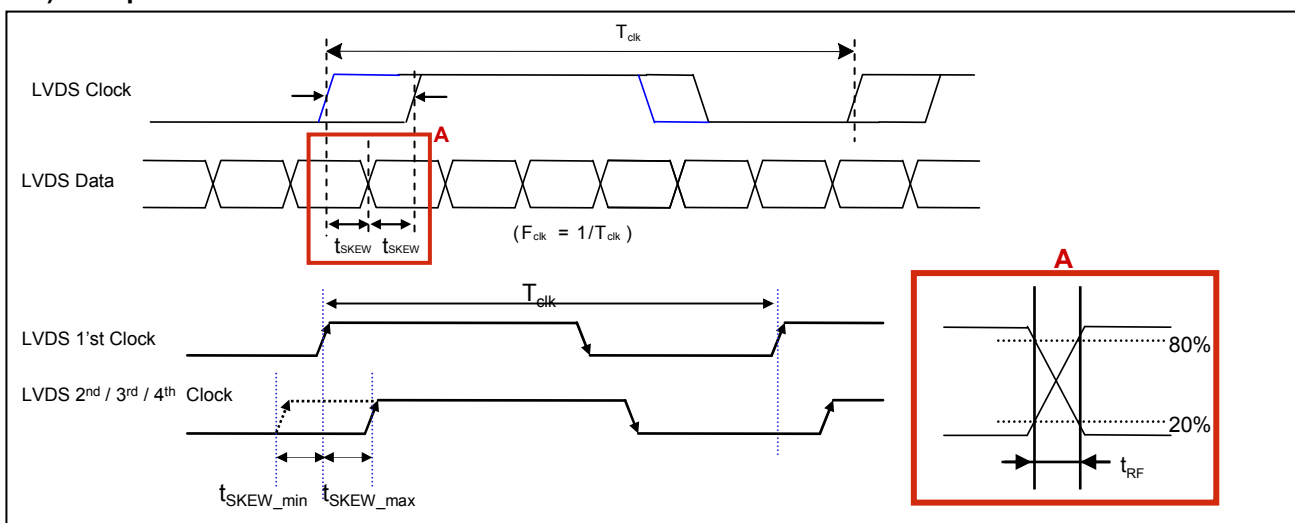 T clk
LVDS Clock
A
LVDS Data
tSKEW tSKEW
(Fclk = 1/Tclk )
A
Tclk
LVDS 1'st Clock
80%
LVDS 2nd / 3rd / 4th Clock
20%
tRF
tSKEW_min tSKEW_max